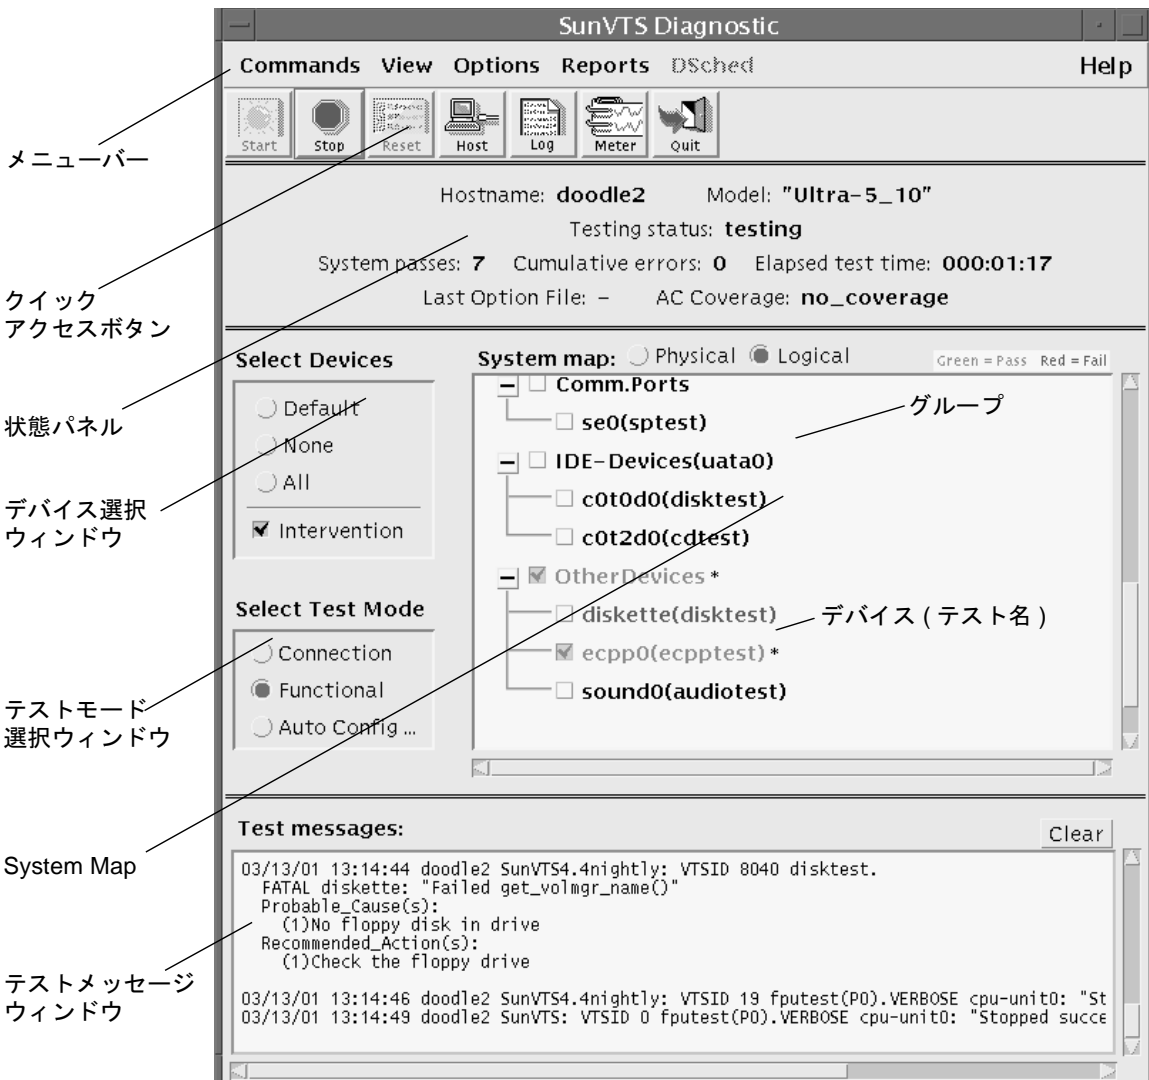 SunVTS Diagnostic
Commands View Options Reports DSched Help
Start Stop Reset Host Log Meter Quit
メニューバー
Hostname: doodle2 Model: "Ultra-5_10"
Testing status: testing
System passes: 7 Cumulative errors: 0 Elapsed test time: 000:01:17
Last Option File: - AC Coverage: no_coverage
クイック
アクセスボタン
Select Devices
System map: Physical Logical
Green = Pass Red = Fail
Default
None
All
Intervention
状態パネル
デバイス選択
ウィンドウ
Comm.Ports
se0(sptest)
IDE-Devices(uata0)
c0t0d0(disktest)
c0t2d0(cdtest)
OtherDevices *
diskette(disktest)
ecpp0(ecpptest) *
sound0(audiotest)
グループ
デバイス ( テスト名 )
Select Test Mode
Connection
Functional
Auto Config ...
テストモード
選択ウィンドウ
System Map
Test messages:
Clear
03/13/01 13:14:44 doodle2 SunVTS4.4nightly: VTSID 8040 disktest.
FATAL diskette: "Failed get_volmgr_name()"
Probable_Cause(s):
(1)No floppy disk in drive
Recommended_Action(s):
(1)Check the floppy drive
03/13/01 13:14:46 doodle2 SunVTS4.4nightly: VTSID 19 fputest(P0).VERBOSE cpu-unit0: "St
03/13/01 13:14:49 doodle2 SunVTS: VTSID 0 fputest(P0).VERBOSE cpu-unit0: "Stopped succe
テストメッセージ
ウィンドウ